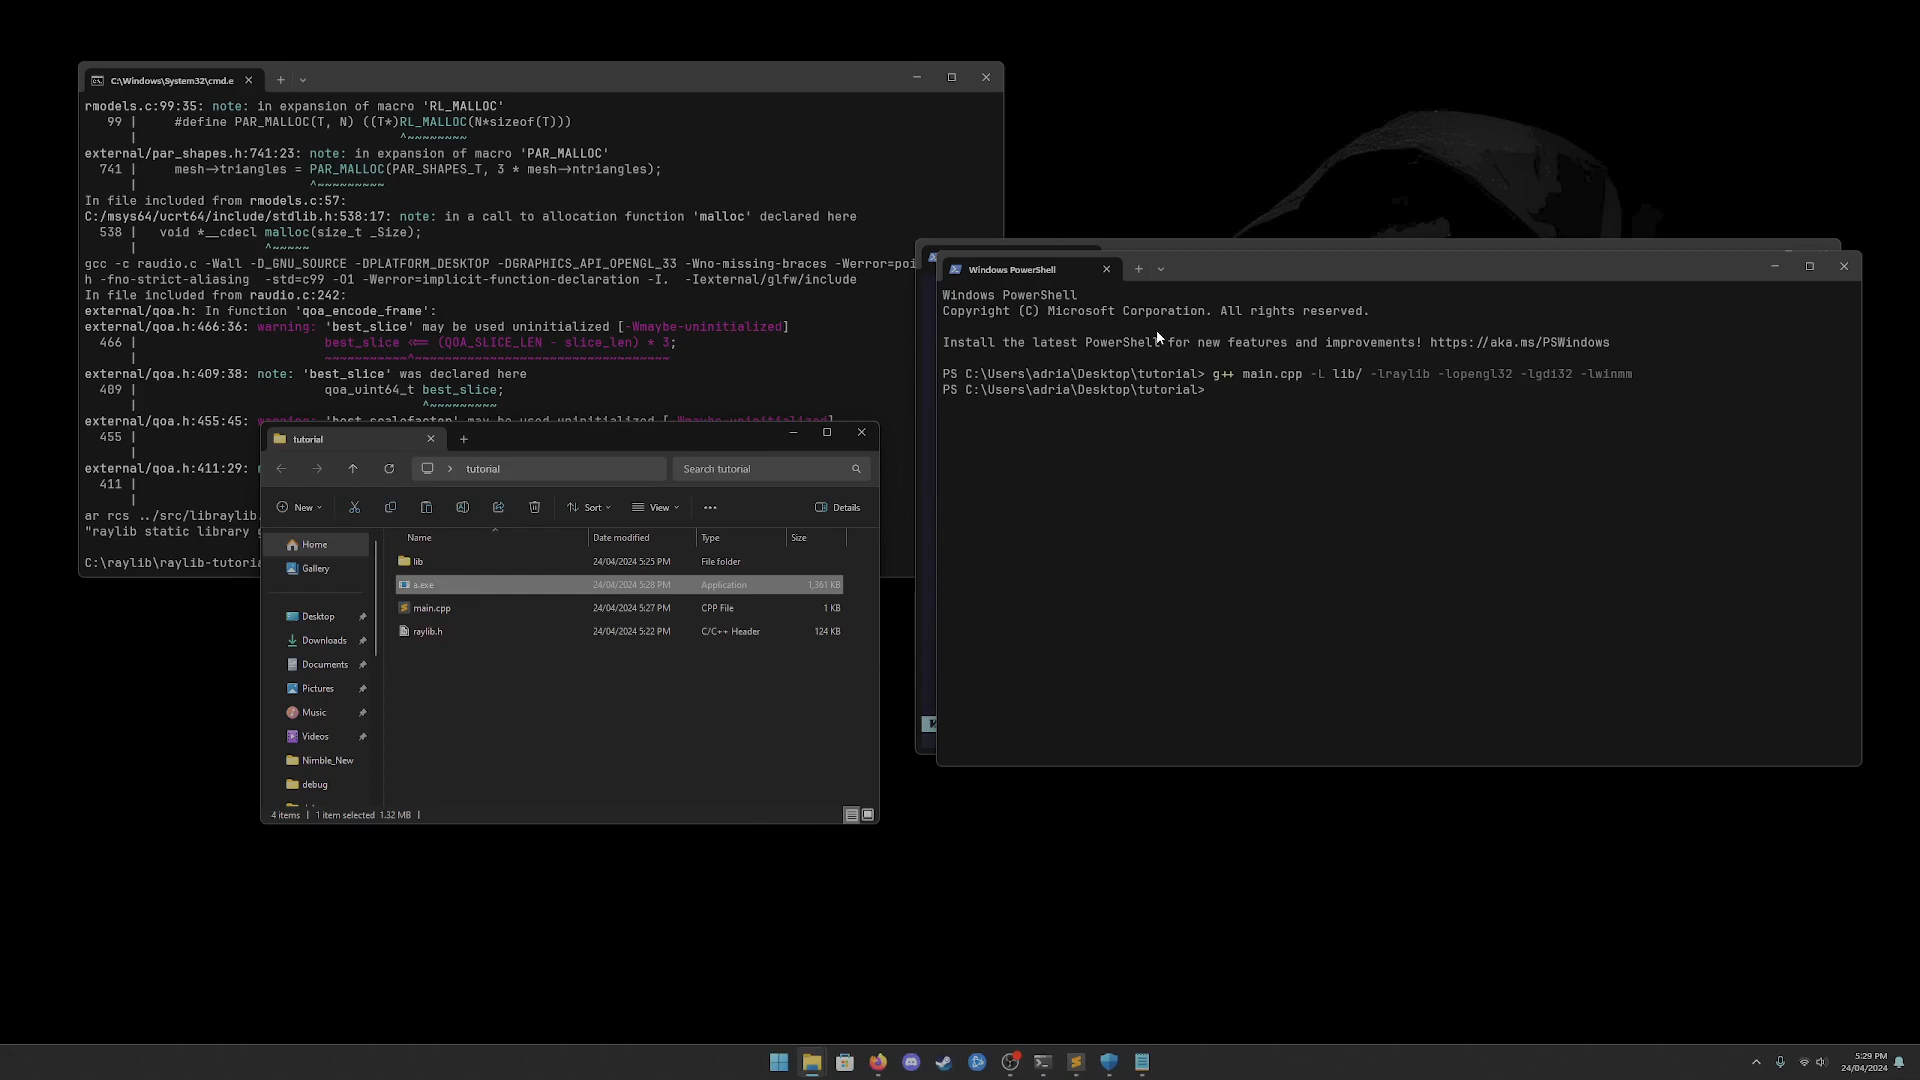 C:\Windows\System32\cmd.e
rmodels.c:99:35: note: in expansion of macro 'RL_MALLOC'
99 | #define PAR_MALLOC(T, N) ((T*)RL_MALLOC(N*sizeof(T)))
| ^~~~~~~~~
external/par_shapes.h:741:23: note: in expansion of macro 'PAR_MALLOC'
741 | mesh->triangles = PAR_MALLOC(PAR_SHAPES_T, 3 * mesh->ntriangles);
| ^~~~~~~~~~
In file included from rmodels.c:57:
C:/msys64/ucrt64/include/stdlib.h:538:17: note: in a call to allocation function 'malloc' declared here
538 | void *__cdecl malloc(size_t _Size);
| ^~~~~~
gcc -c raudio.c -Wall -D_GNU_SOURCE -DPLATFORM_DESKTOP -DGRAPHICS_API_OPENGL_33 -Wno-missing-braces -Werror=poi
h -fno-strict-aliasing -std=c99 -O1 -Werror=implicit-function-declaration -I. -Iexternal/glfw/include
In file included from raudio.c:242:
external/qoa.h: In function 'qoa_encode_frame':
external/qoa.h:466:36: warning: 'best_slice' may be used uninitialized [-Wmaybe-uninitialized]
466 | best_slice <<= (QOA_SLICE_LEN - slice_len) * 3;
| ~~~~~~~~~~~^~~~~~~~~~~~~~~~~~~~~~~~~~~~~~~~~~~
external/qoa.h:409:38: note: 'best_slice' was declared here
409 | qoa_uint64_t best_slice;
| ^~~~~~~~~~
external/qoa.h:455:45: warning: 'best_scalefactor' may be used uninitialized [-Wmaybe-uninitialized]
455 |
|
external/qoa.h:411:29:
411 |
|
ar rcs ../src/libraylib.
"raylib static library g
C:\raylib\raylib-tutoria
tutorial
tutorial
Search tutorial
New
Sort
View
Details
Name
Date modified
Type
Size
lib 24/04/2024 5:25 PM File folder
a.exe 24/04/2024 5:28 PM Application 1,361 KB
main.cpp 24/04/2024 5:27 PM CPP File 1 KB
raylib.h 24/04/2024 5:22 PM C/C++ Header 124 KB
Home
Gallery
Desktop
Downloads
Documents
Pictures
Music
Videos
Nimble_New
debug
4 items | 1 item selected 1.32 MB |
Windows PowerShell
Windows PowerShell
Copyright (C) Microsoft Corporation. All rights reserved.
Install the latest PowerShell for new features and improvements! https://aka.ms/PSWindows
PS C:\Users\adria\Desktop\tutorial> g++ main.cpp -L lib/ -lraylib -lopengl32 -lgdi32 -lwinmm
PS C:\Users\adria\Desktop\tutorial>
5:29 PM
24/04/2024